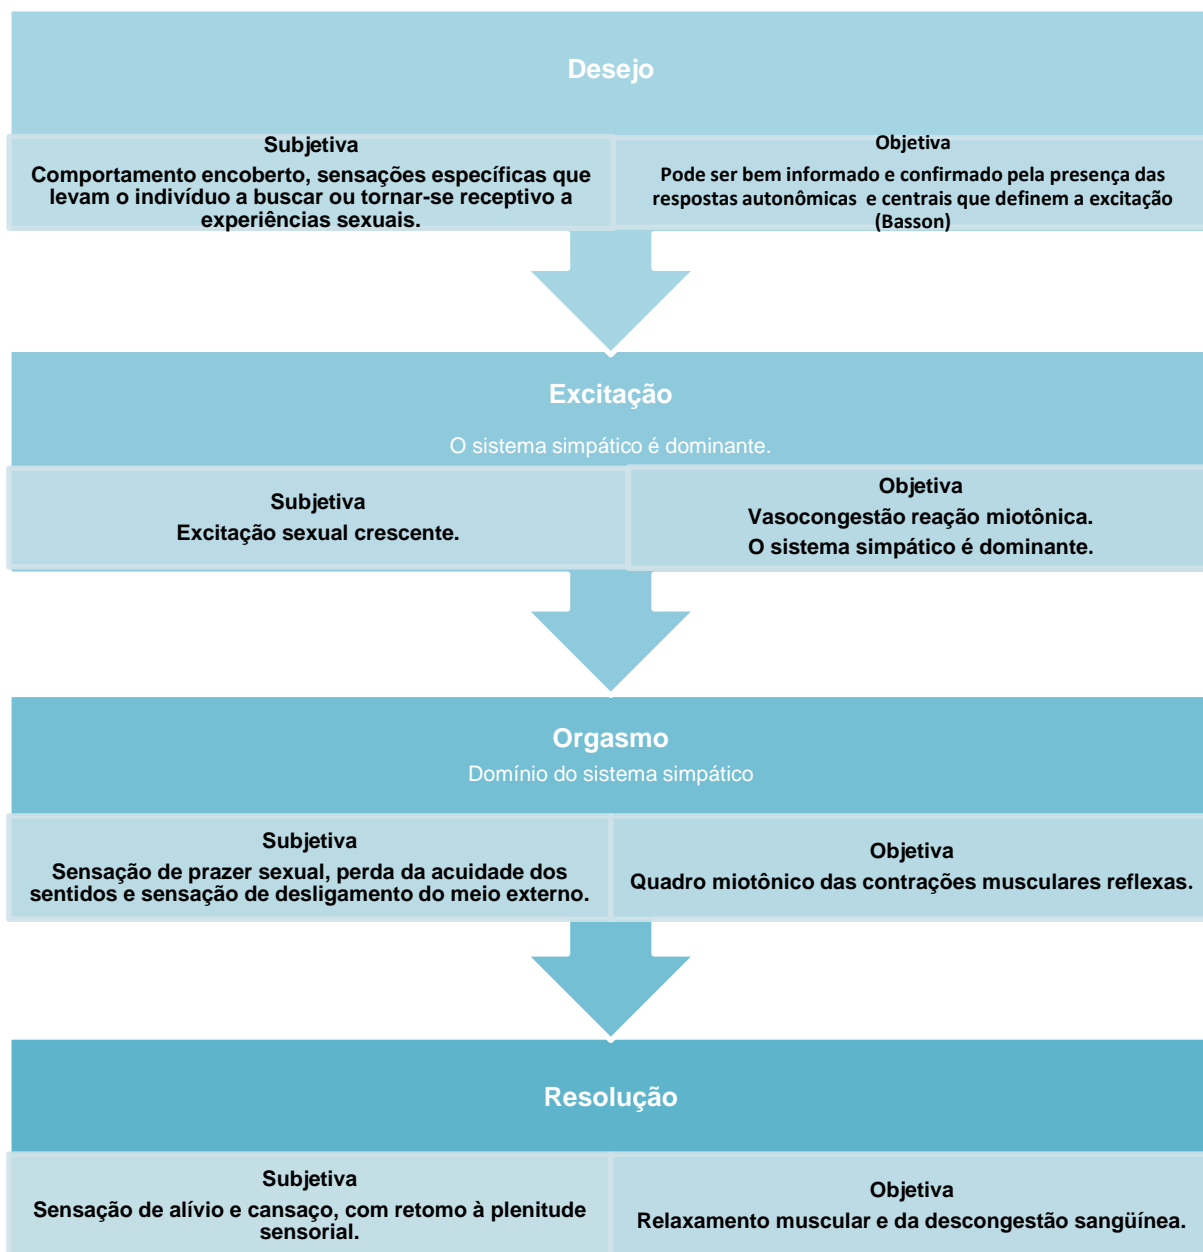 Desejo
Subjetiva
Comportamento encoberto, sensações específicas que
levam o indivíduo a buscar ou tornar-se receptivo a
experiências sexuais.
Objetiva
Pode ser bem informado e confirmado pela presença das
respostas autonômicas e centrais que definem a excitação
(Basson)
Excitação
O sistema simpático é dominante.
Subjetiva
Excitação sexual crescente.
Objetiva
Vasocongestão reação miotônica.
O sistema simpático é dominante.
Orgasmo
Domínio do sistema simpático
Subjetiva
Sensação de prazer sexual, perda da acuidade dos
sentidos e sensação de desligamento do meio externo.
Objetiva
Quadro miotônico das contrações musculares reflexas.
Resolução
Subjetiva
Sensação de alívio e cansaço, com retomo à plenitude
sensorial.
Objetiva
Relaxamento muscular e da descongestão sangüínea.